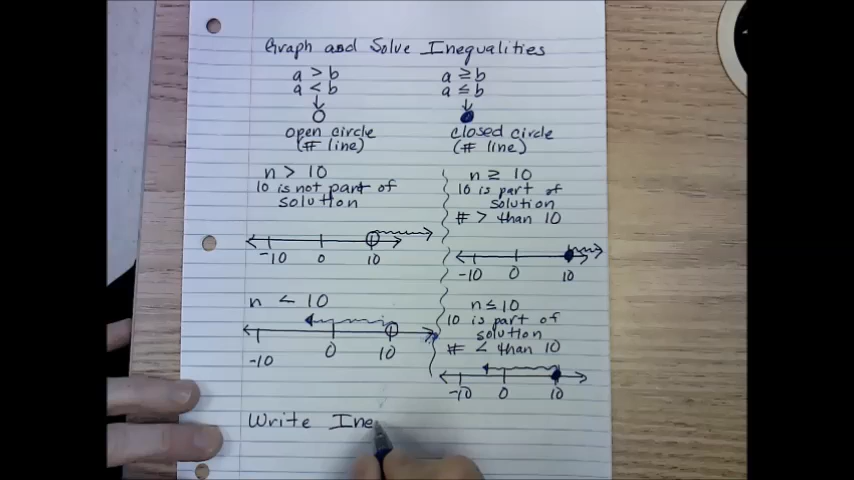 Graph and Solve Inequalities
a > b
a < b
↓
open circle
(# line)
a ≥ b
a ≤ b
↓
closed circle
(# line)
n > 10
10 is not part of
solution
-10 0 10
n ≥ 10
10 is part of
solution
# > than 10
-10 0 10
n < 10
-10 0 10
n ≤ 10
10 is part of
solution
# < than 10
-10 0 10
Write Ine